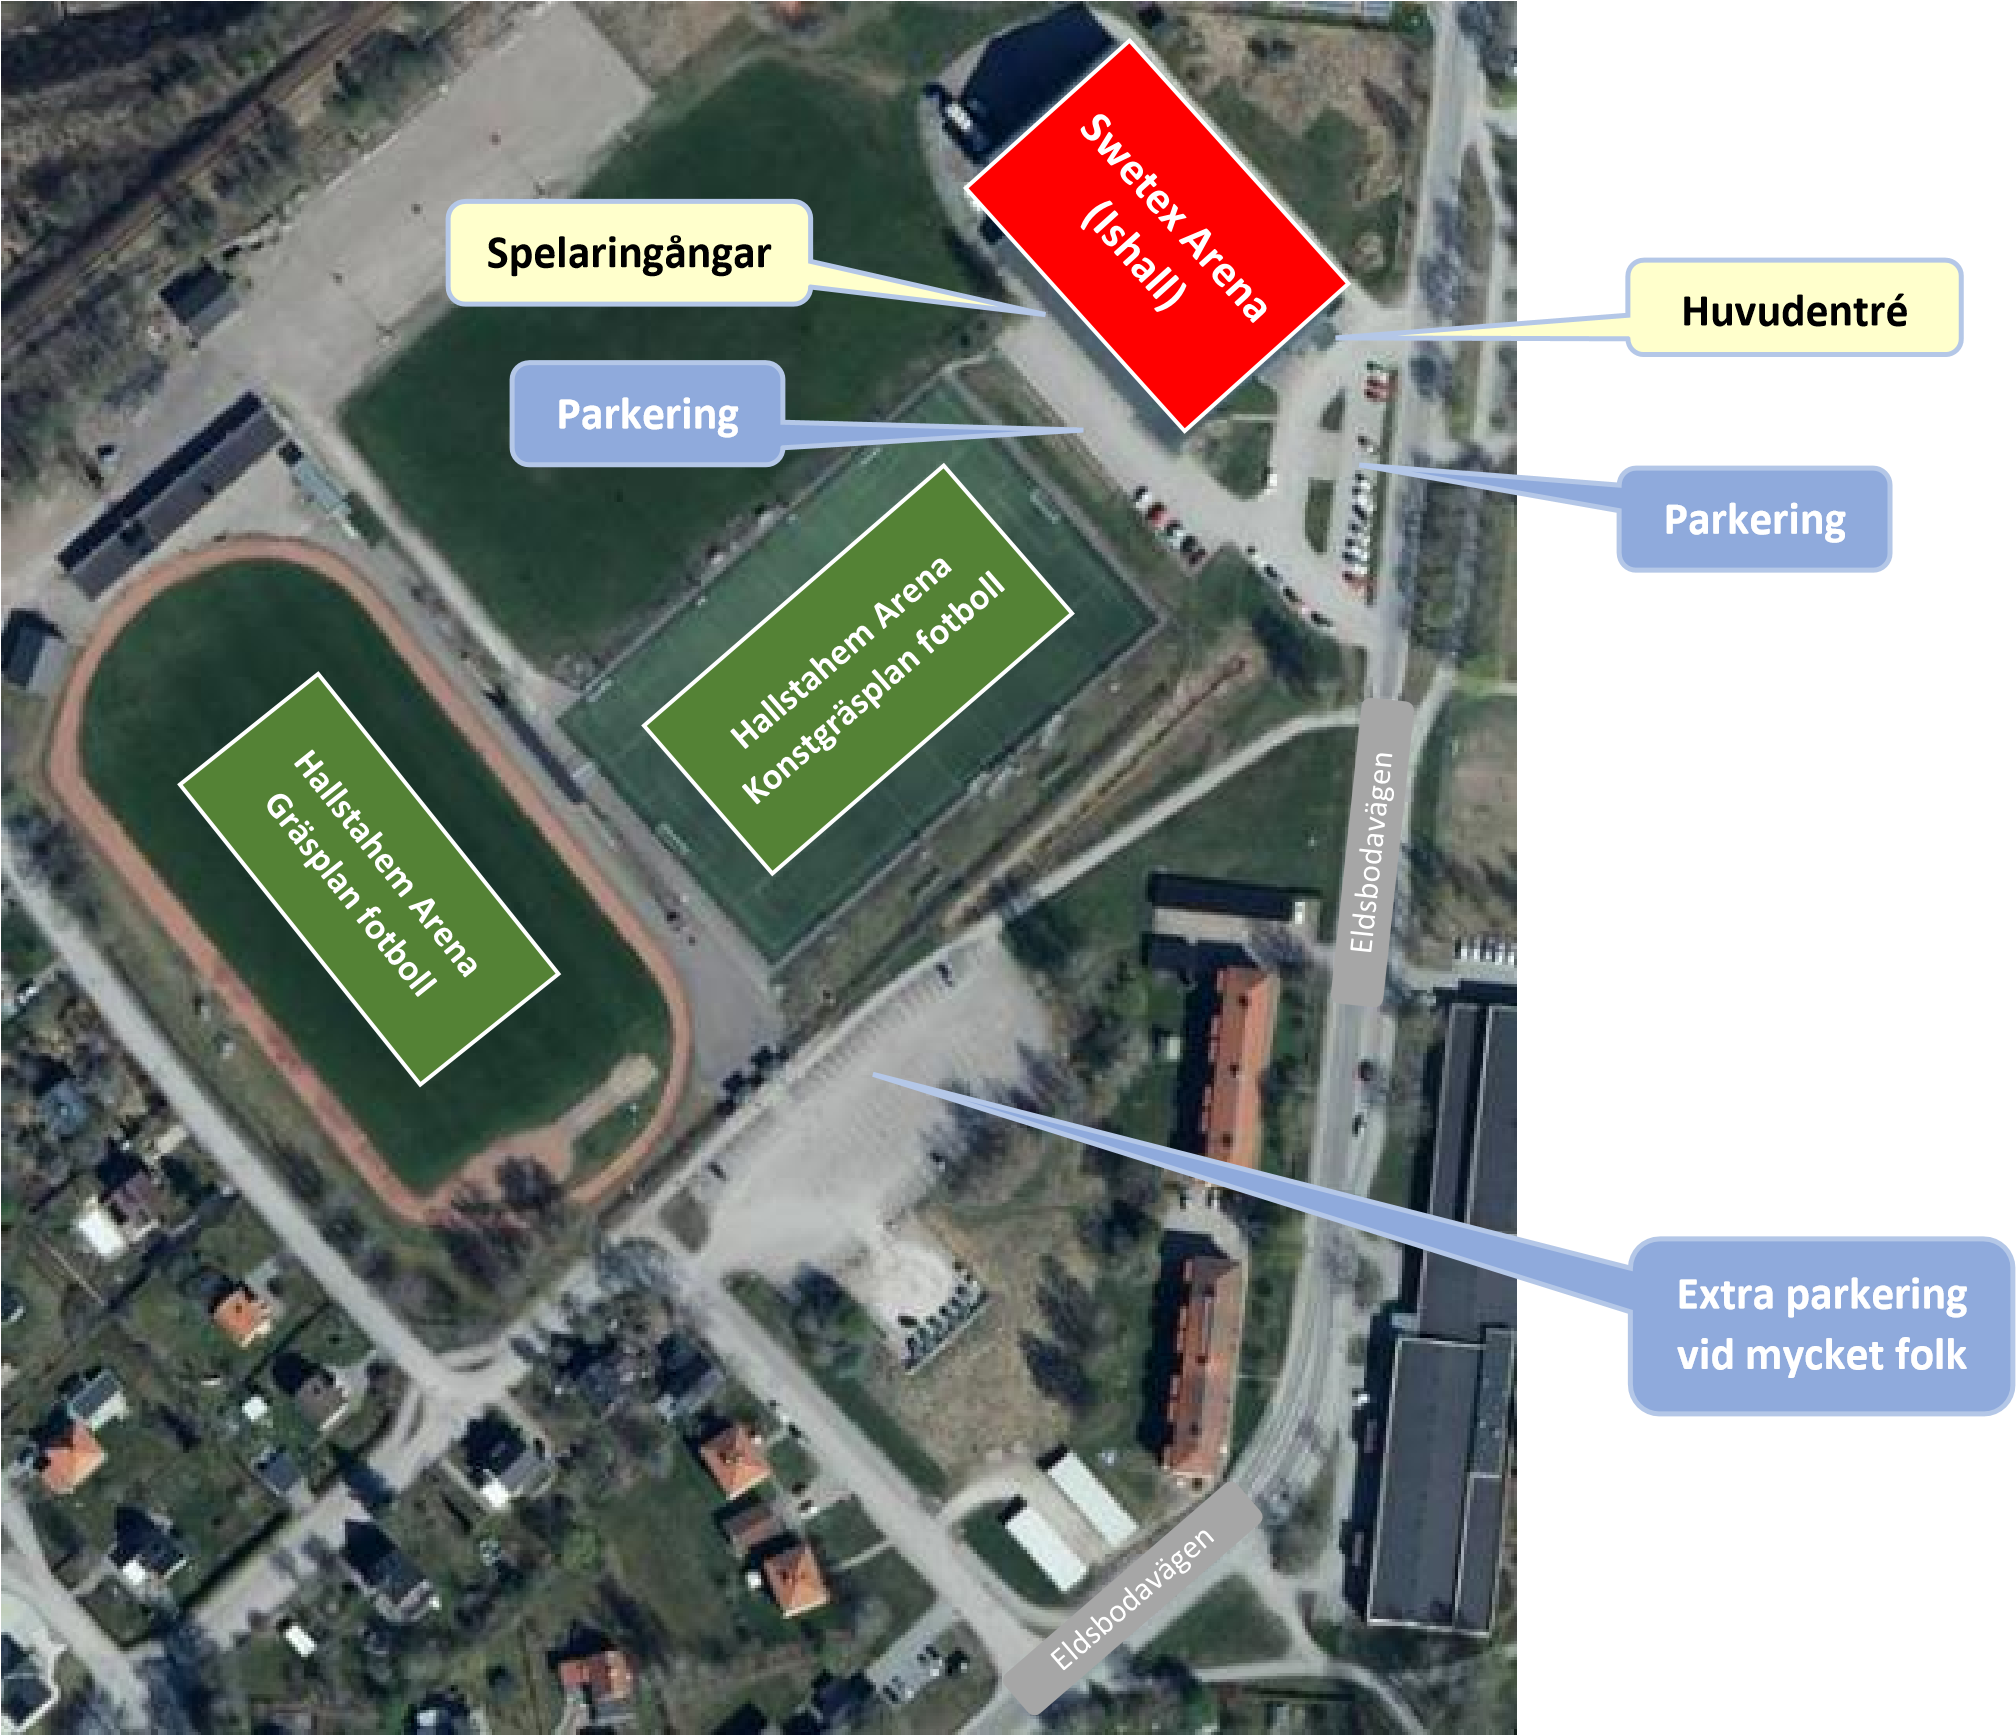 Swetex Arena
(Ishall)
Spelaringångar
Huvudentré
Parkering
Parkering
Hallstahem Arena
Konstgräsplan fotboll
Hallstahem Arena
Gräsplan fotboll
Eldsbodavägen
Extra parkering
vid mycket folk
Eldsbodavägen